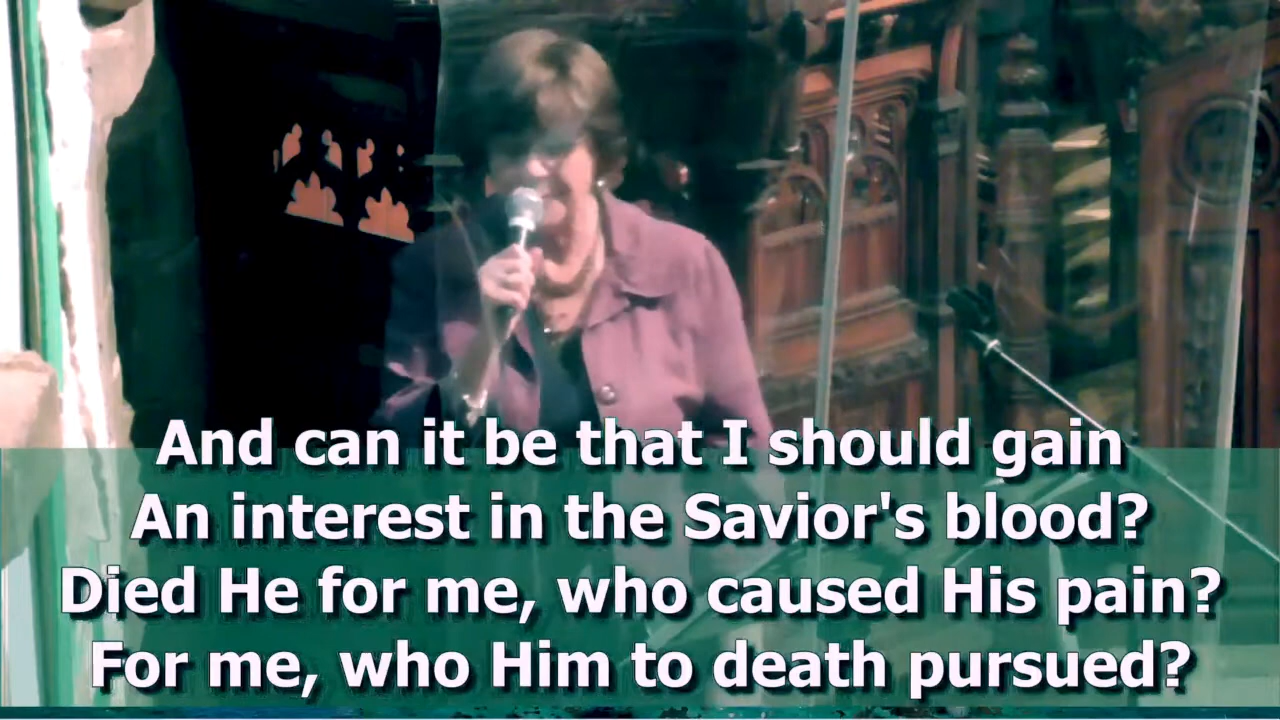 And can it be that I should gain
An interest in the Savior's blood?
Died He for me, who caused His pain?
For me, who Him to death pursued?